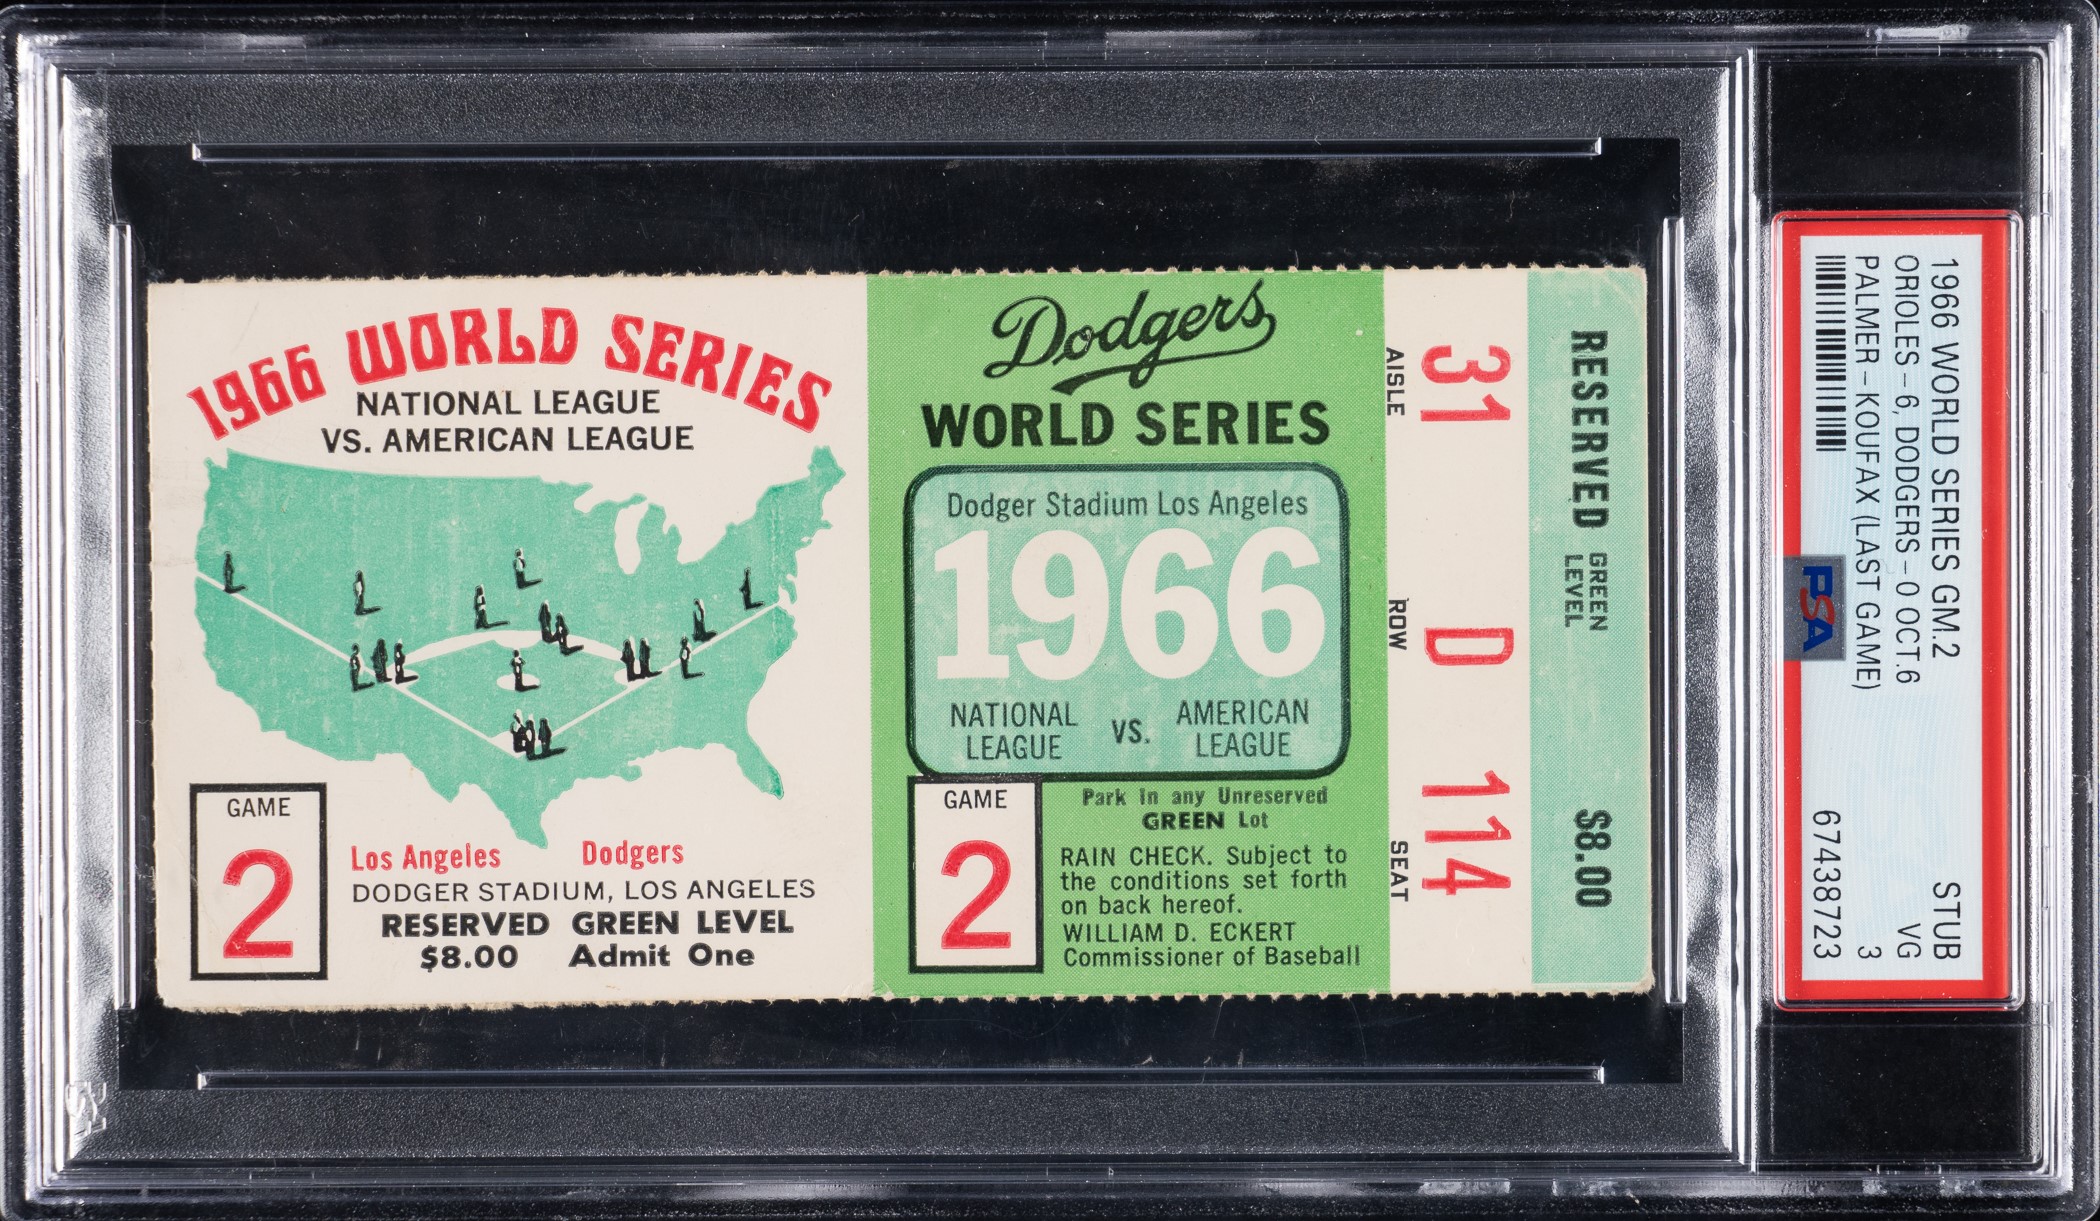 1966 WORLD SERIES
NATIONAL LEAGUE
VS. AMERICAN LEAGUE
GAME
2
Los Angeles Dodgers
DODGER STADIUM, LOS ANGELES
RESERVED GREEN LEVEL
$8.00 Admit One
Dodgers
WORLD SERIES
Dodger Stadium Los Angeles
1966
NATIONAL LEAGUE VS. AMERICAN LEAGUE
GAME
2
Park in any Unreserved
GREEN Lot
RAIN CHECK. Subject to
the conditions set forth
on back hereof.
WILLIAM D. ECKERT
Commissioner of Baseball
31 D 114
AISLE ROW SEAT
RESERVED GREEN LEVEL $8.00
1966 WORLD SERIES GM.2 STUB
ORIOLES - 6, DODGERS - 0 OCT.6 VG
PALMER - KOUFAX (LAST GAME) 3
PSA
67438723